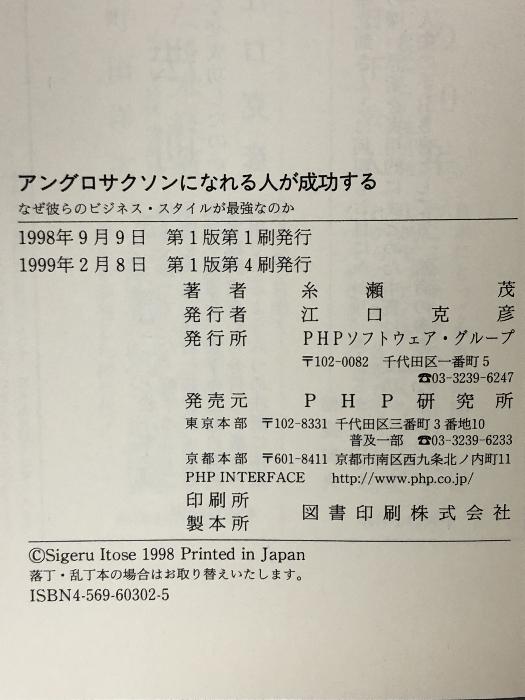 アングロサクソンになれる人が成功する
なぜ彼らのビジネス・スタイルが最強なのか
1998年9月9日 第1版第1刷発行
1999年2月8日 第1版第4刷発行
著者 糸瀬茂
発行者 江口克彦
発行所 PHPソフトウェア・グループ
〒102-0082 千代田区一番町5
☎03-3239-6247
発売元 PHP研究所
東京本部 〒102-8331 千代田区三番町3番地10
普及一部 ☎03-3239-6233
京都本部 〒601-8411 京都市南区西九条北ノ内町11
PHP INTERFACE http://www.php.co.jp/
印刷所
製本所 図書印刷株式会社
©Sigeru Itose 1998 Printed in Japan
落丁・乱丁本の場合はお取り替えいたします。
ISBN4-569-60302-5